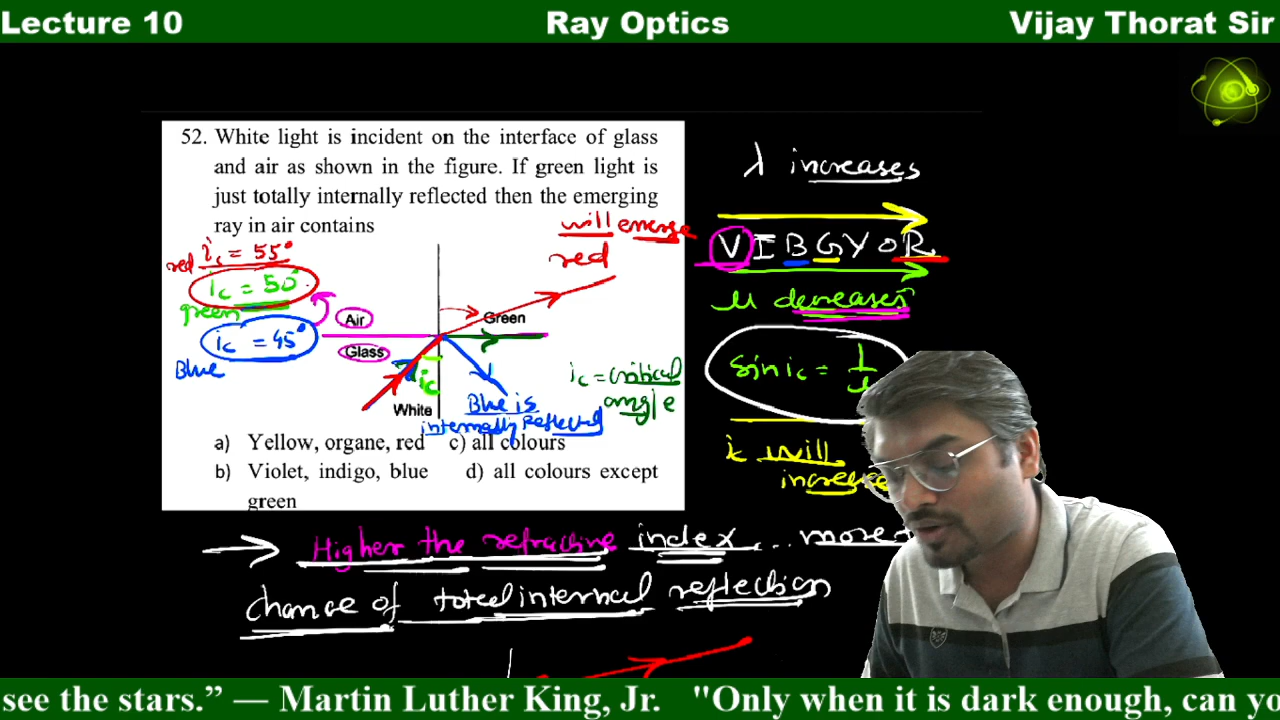 Lecture 10 Ray Optics Vijay Thorat Sir
52. White light is incident on the interface of glass
and air as shown in the figure. If green light is
just totally internally reflected then the emerging
ray in air contains
will emerge
red
red ic = 55°
ic = 50°
green
ic = 45°
Blue
Air
Glass
Green
ic
White
ic = critical
angle
Blue is
internally reflected
a) Yellow, organe, red c) all colours
b) Violet, indigo, blue d) all colours except
green
λ increases
V I B G Y O R
μ decreases
sin ic = 1
i will
increase
→ Higher the refractive index ... more
chance of total internal reflection
see the stars.” — Martin Luther King, Jr. "Only when it is dark enough, can yo